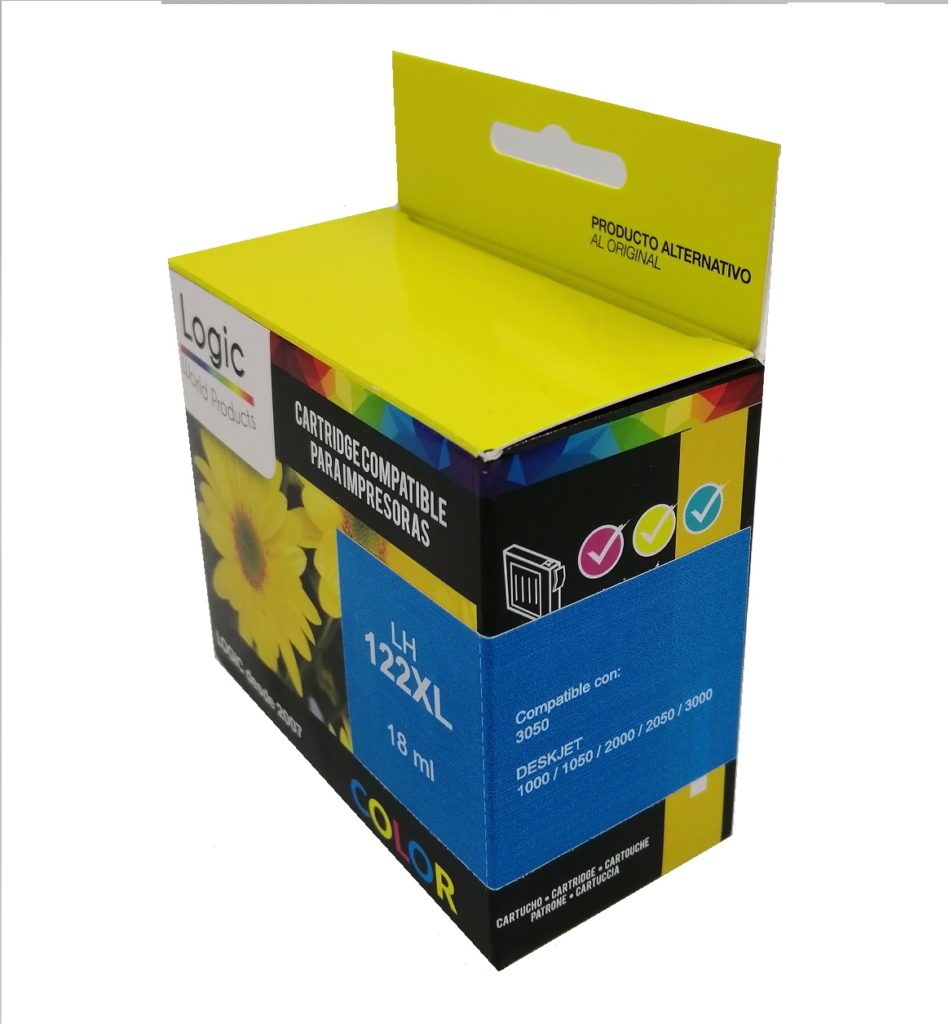 PRODUCTO ALTERNATIVO
AL ORIGINAL
Logic
World Products
CARTRIDGE COMPATIBLE
PARA IMPRESORAS
LH
122XL
18 ml
LOGIC desde 2007
COLOR
Compatible con:
3050
DESKJET
1000 / 1050 / 2000 / 2050 / 3000
CARTUCHO • CARTRIDGE • CARTOUCHE
PATRONE • CARTUCCIA